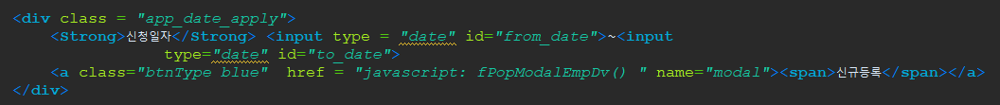 <div class = "app_date_apply">
<Strong>신청일자</Strong> <input type = "date" id="from_date">~<input
type="date" id="to_date">
<a class="btnType blue"  href = "javascript: fPopModalEmpDv() " name="modal"><span>신규등록</span></a>
</div>